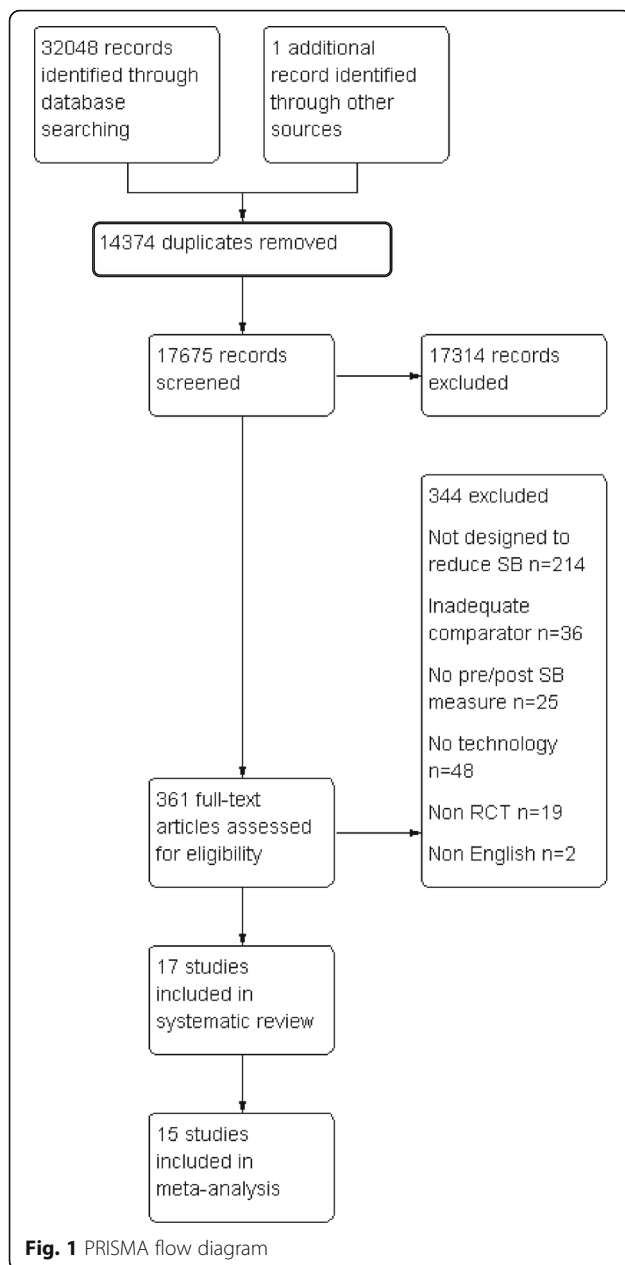 32048 records
identified through
database
searching
1 additional
record identified
through other
sources
14374 duplicates removed
17675 records
screened
17314 records
excluded
344 excluded
Not designed to
reduce SB n=214
Inadequate
comparator n=36
No pre/post SB
measure n=25
No technology
n=48
Non RCT n=19
Non English n=2
361 full-text
articles assessed
for eligibility
17 studies
included in
systematic review
15 studies
included in
meta-analysis
Fig. 1 PRISMA flow diagram